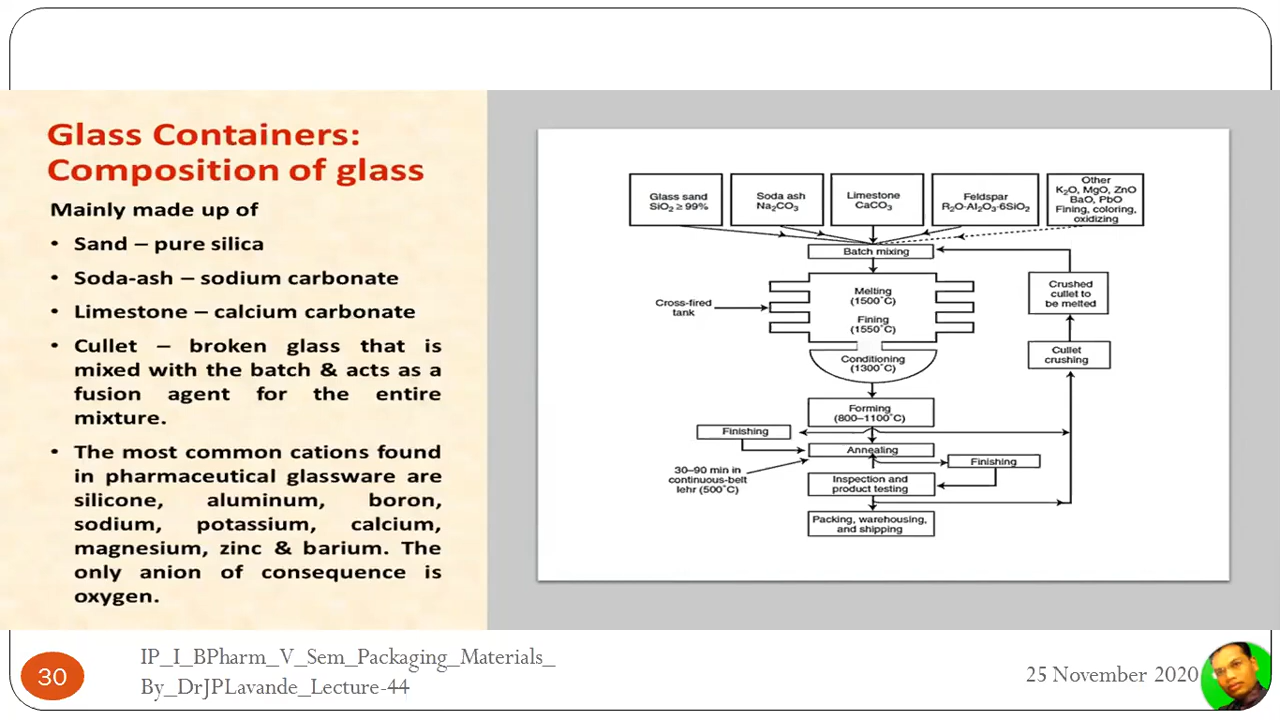 Glass Containers:
Composition of glass
Mainly made up of
• Sand – pure silica
• Soda-ash – sodium carbonate
• Limestone – calcium carbonate
• Cullet – broken glass that is
mixed with the batch & acts as a
fusion agent for the entire
mixture.
• The most common cations found
in pharmaceutical glassware are
silicone, aluminum, boron,
sodium, potassium, calcium,
magnesium, zinc & barium. The
only anion of consequence is
oxygen.
Glass sand
SiO₂ ≥ 99%
Soda ash
Na₂CO₃
Limestone
CaCO₃
Feldspar
R₂O·Al₂O₃·6SiO₂
Other
K₂O, MgO, ZnO
BaO, PbO
Fining, coloring,
oxidizing
Batch mixing
Melting
(1500˚C)
Cross-fired
tank
Fining
(1550˚C)
Crushed
cullet to
be melted
Conditioning
(1300˚C)
Cullet
crushing
Forming
(800–1100˚C)
Finishing
Annealing
Finishing
30–90 min in
continuous-belt
lehr (500˚C)
Inspection and
product testing
Packing, warehousing,
and shipping
30
IP_I_BPharm_V_Sem_Packaging_Materials_
By_DrJPLavande_Lecture-44
25 November 2020